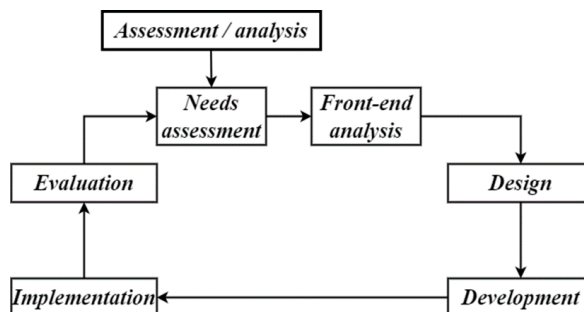 Assessment / analysis
Needs
assessment
Front-end
analysis
Evaluation
Design
Implementation
Development